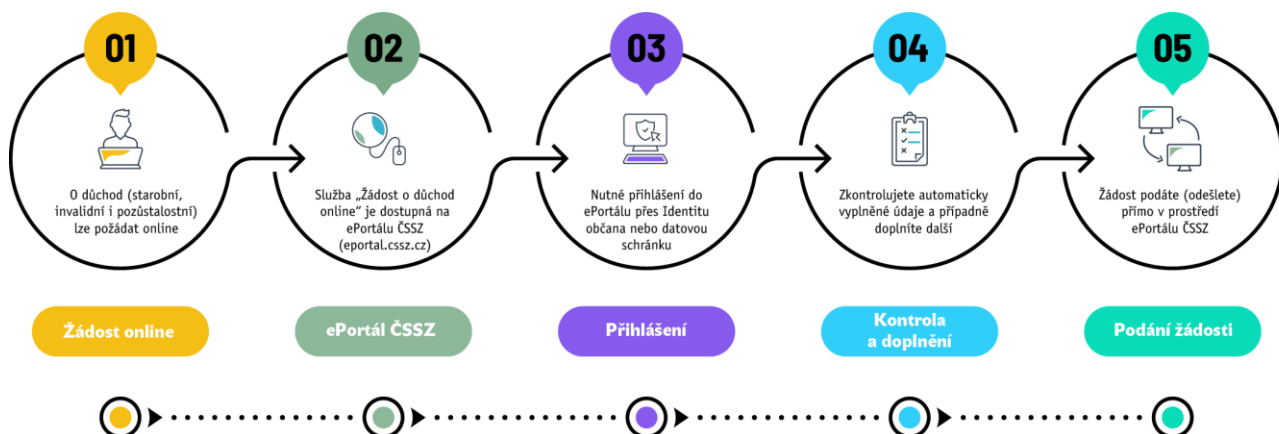 01
O důchod (starobní,
invalidní i pozůstalostní)
lze požádat online
02
Služba „Žádost o důchod
online“ je dostupná na
ePortálu ČSSZ
(eportal.cssz.cz)
03
Nutné přihlášení do
ePortálu přes Identitu
občana nebo datovou
schránku
04
Zkontrolujete automaticky
vyplněné údaje a případně
doplníte další
05
Žádost podáte (odešlete)
přímo v prostředí
ePortálu ČSSZ
Žádost online
ePortál ČSSZ
Přihlášení
Kontrola
a doplnění
Podání žádosti